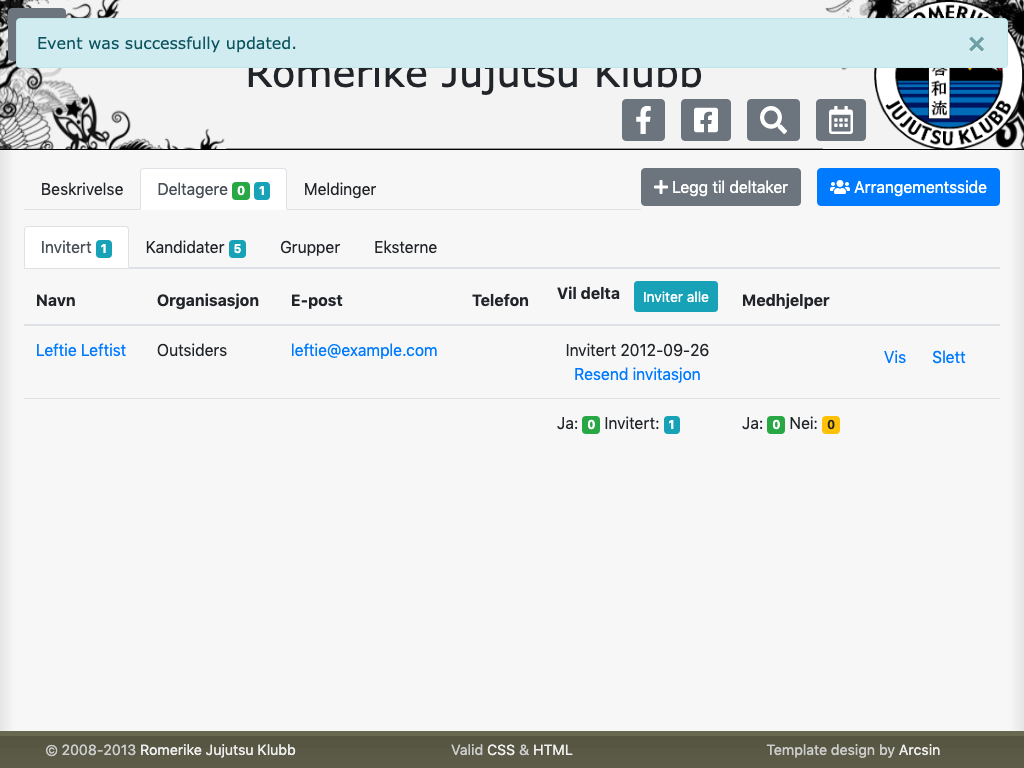 Event was successfully updated.
×
Romerike Jujutsu Klubb
ROMERIKE
啓和流
JUJUTSU KLUBB
Beskrivelse
Deltagere 0 1
Meldinger
Legg til deltaker
Arrangementsside
Invitert 1
Kandidater 5
Grupper
Eksterne
Navn Organisasjon E-post Telefon Vil delta Inviter alle Medhjelper
Leftie Leftist Outsiders leftie@example.com Invitert 2012-09-26
Resend invitasjon
Vis Slett
Ja: 0 Invitert: 1 Ja: 0 Nei: 0
© 2008-2013 Romerike Jujutsu Klubb Valid CSS & HTML Template design by Arcsin